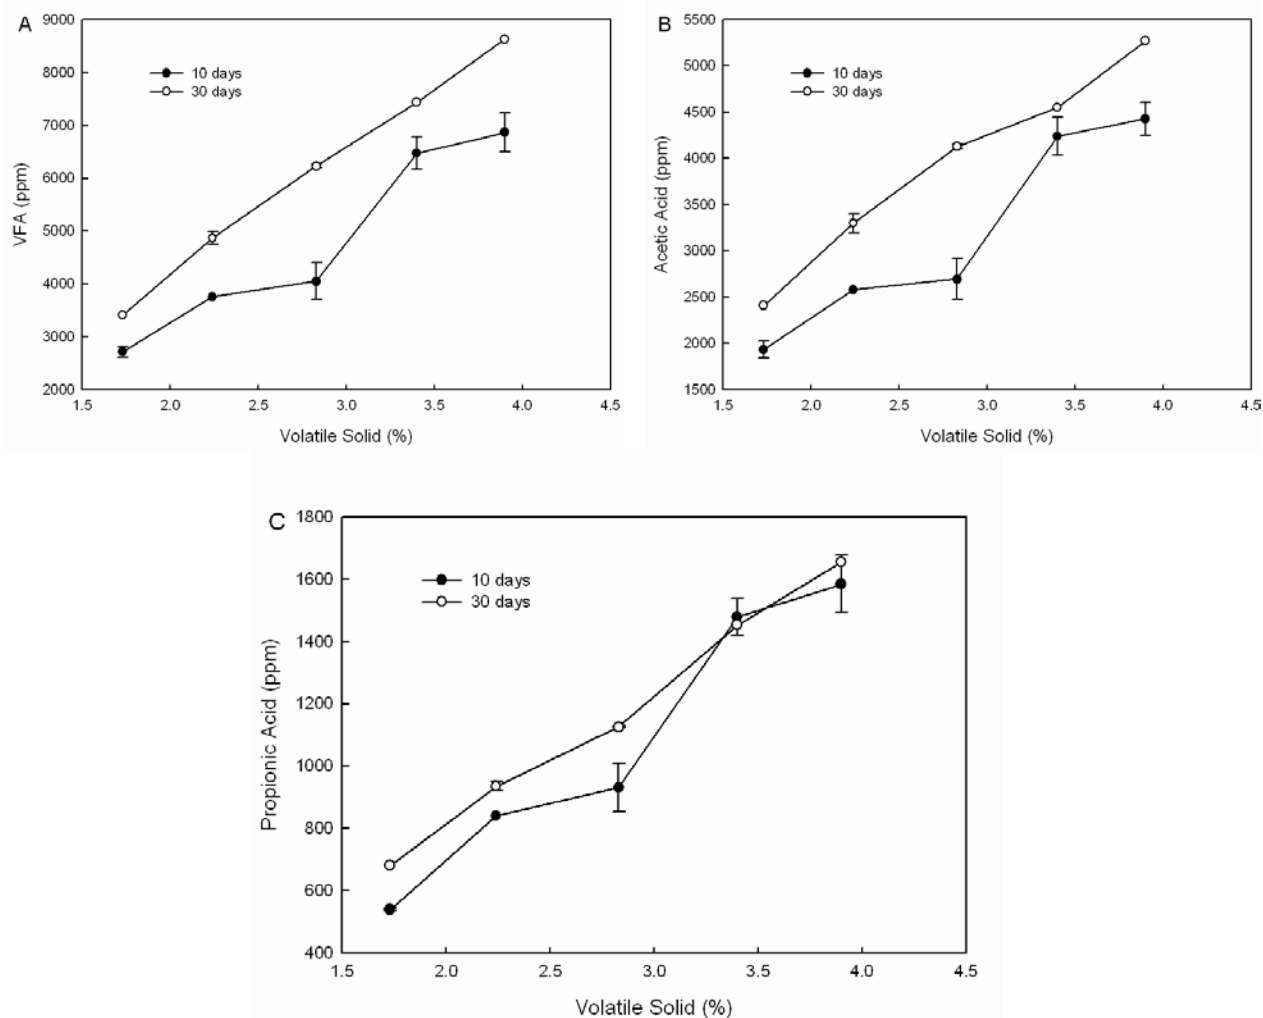 A
9000
8000
7000
6000
5000
4000
3000
2000
VFA (ppm)
10 days
30 days
1.5 2.0 2.5 3.0 3.5 4.0 4.5
Volatile Solid (%)
B
5500
5000
4500
4000
3500
3000
2500
2000
1500
Acetic Acid (ppm)
10 days
30 days
1.5 2.0 2.5 3.0 3.5 4.0 4.5
Volatile Solid (%)
C
1800
1600
1400
1200
1000
800
600
400
Propionic Acid (ppm)
10 days
30 days
1.5 2.0 2.5 3.0 3.5 4.0 4.5
Volatile Solid (%)